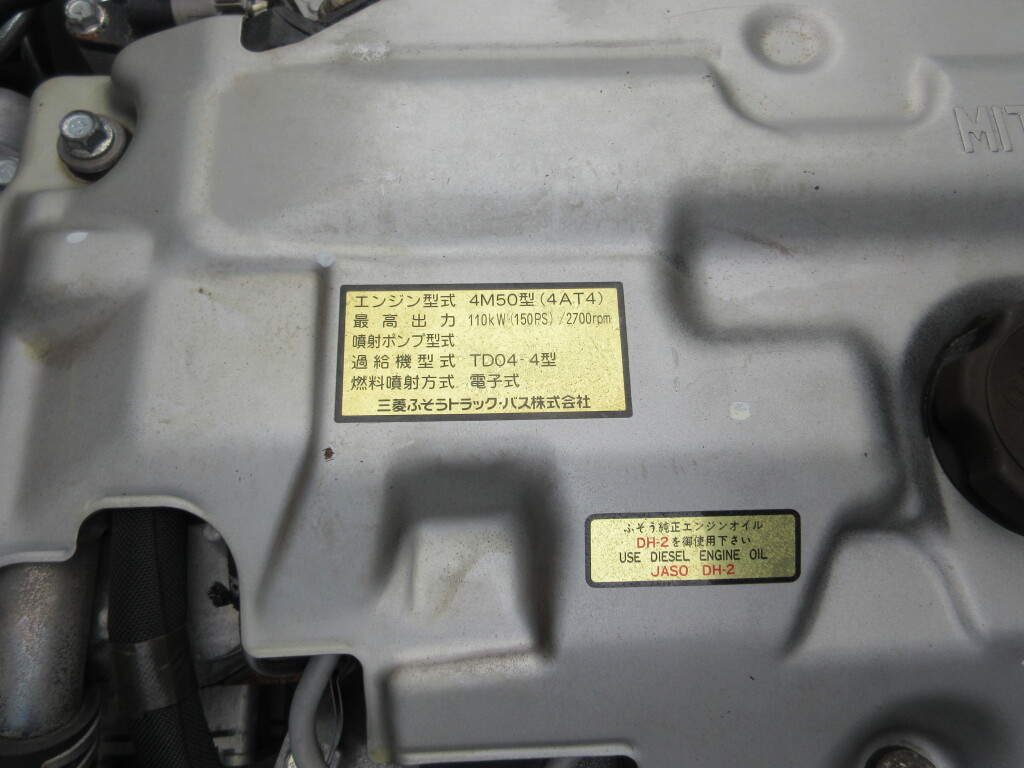 MIT
エンジン型式 4M50型(4AT4)
最高出力 110kW(150PS)/2700rpm
噴射ポンプ型式
過給機型式 TD04-4型
燃料噴射方式 電子式
三菱ふそうトラック・バス株式会社
ふそう純正エンジンオイル
DH-2を御使用下さい
USE DIESEL ENGINE OIL
JASO DH-2